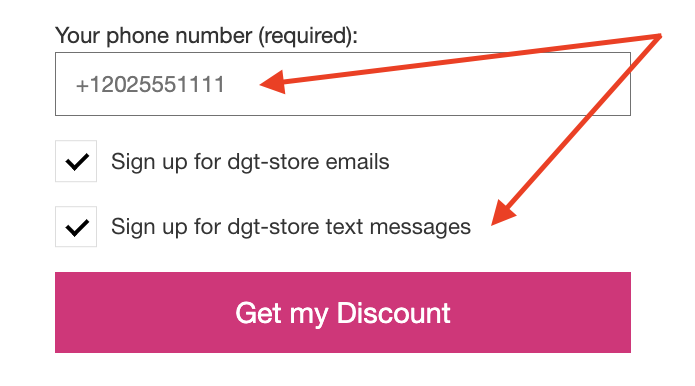 Your phone number (required):
+12025551111
Sign up for dgt-store emails
Sign up for dgt-store text messages
Get my Discount